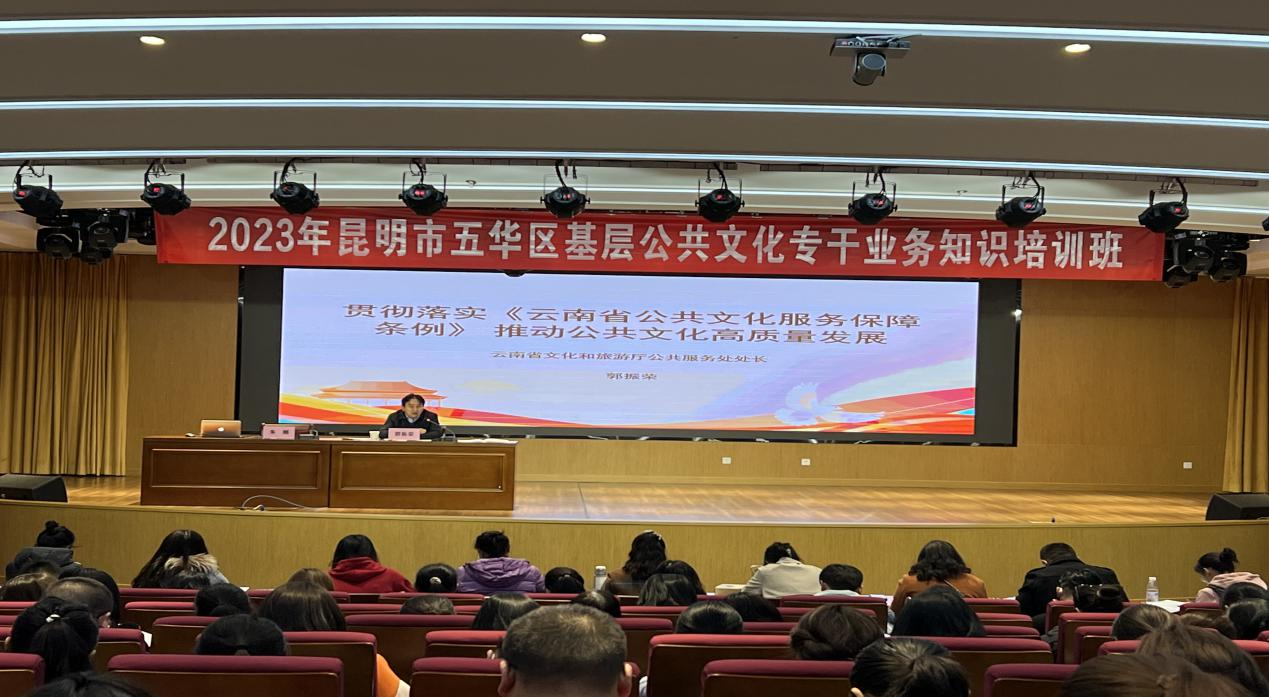 2023年昆明市五华区基层公共文化专干业务知识培训班
贯彻落实《云南省公共文化服务保障
条例》 推动公共文化高质量发展
云南省文化和旅游厅公共服务处处长
郭振荣